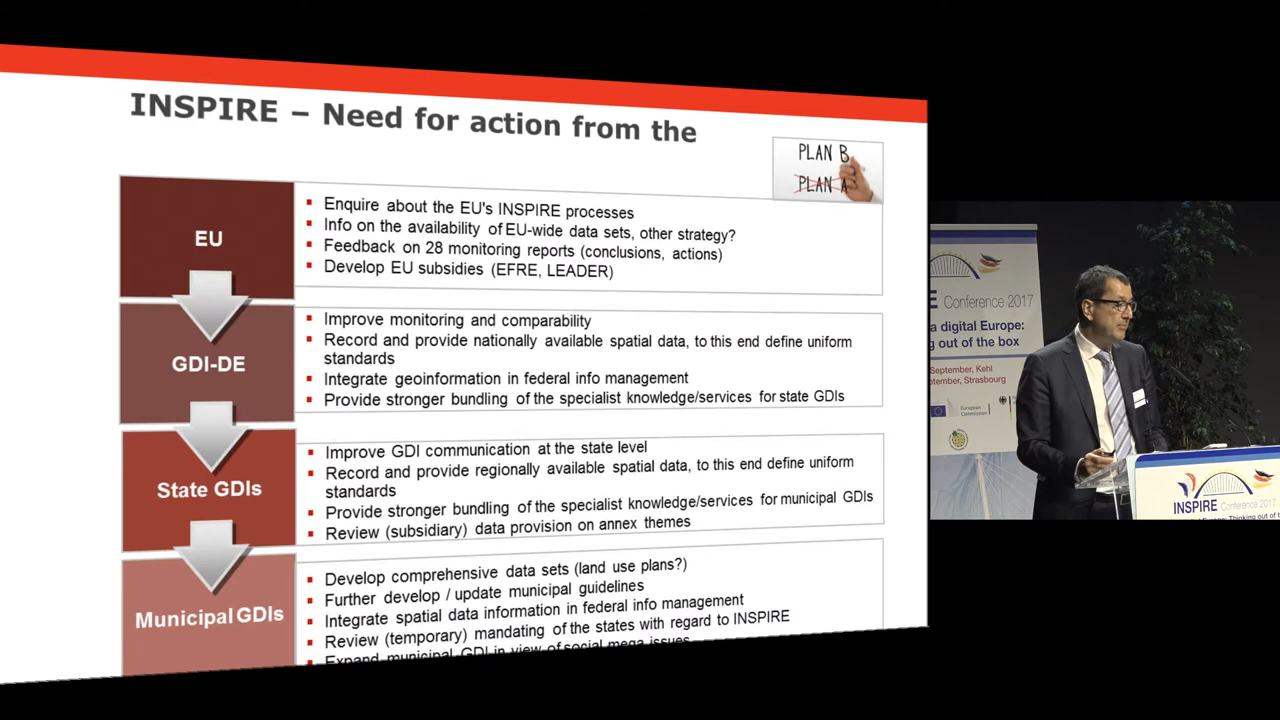 INSPIRE – Need for action from the
PLAN B
PLAN A
EU
Enquire about the EU's INSPIRE processes
Info on the availability of EU-wide data sets, other strategy?
Feedback on 28 monitoring reports (conclusions, actions)
Develop EU subsidies (EFRE, LEADER)
GDI-DE
Improve monitoring and comparability
Record and provide nationally available spatial data, to this end define uniform
standards
Integrate geoinformation in federal info management
Provide stronger bundling of the specialist knowledge/services for state GDIs
State GDIs
Improve GDI communication at the state level
Record and provide regionally available spatial data, to this end define uniform
standards
Provide stronger bundling of the specialist knowledge/services for municipal GDIs
Review (subsidiary) data provision on annex themes
Municipal GDIs
Develop comprehensive data sets (land use plans?)
Further develop / update municipal guidelines
Integrate spatial data information in federal info management
Review (temporary) mandating of the states with regard to INSPIRE
Expand municipal GDI in view of social mega issues
E Conference 2017
a digital Europe:
g out of the box
September, Kehl
tember, Strasbourg
European
Commission
INSPIRE Conference 2017
l Europe: Thinking out of t